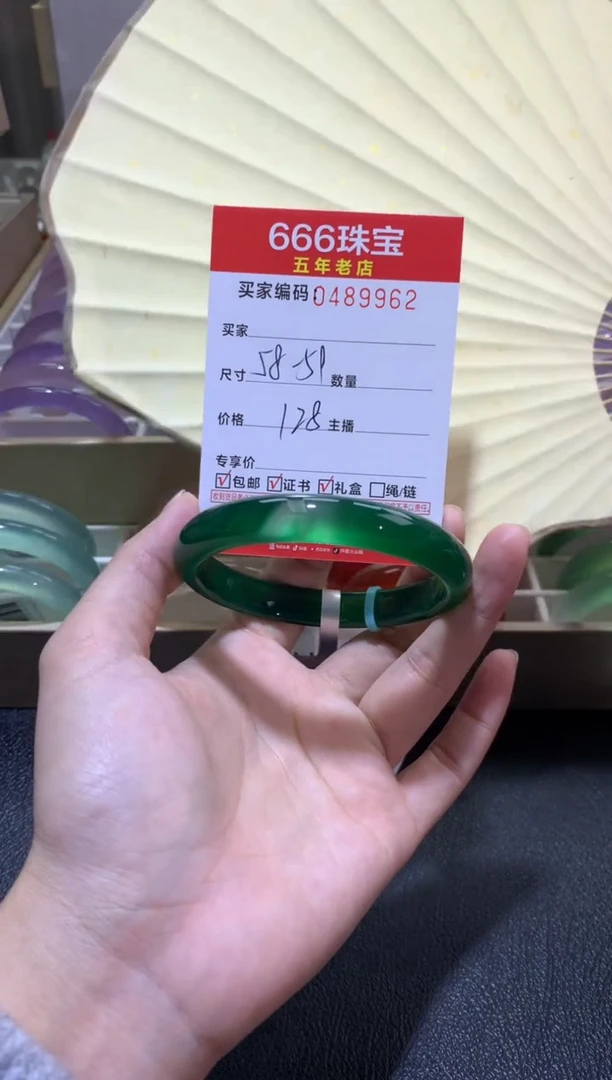 666珠宝
五年老店
买家编码:0489962
买家
尺寸 58-59 数量
价格 128 主播
专享价
☑包邮 ☑证书 ☑礼盒 ☐绳/链